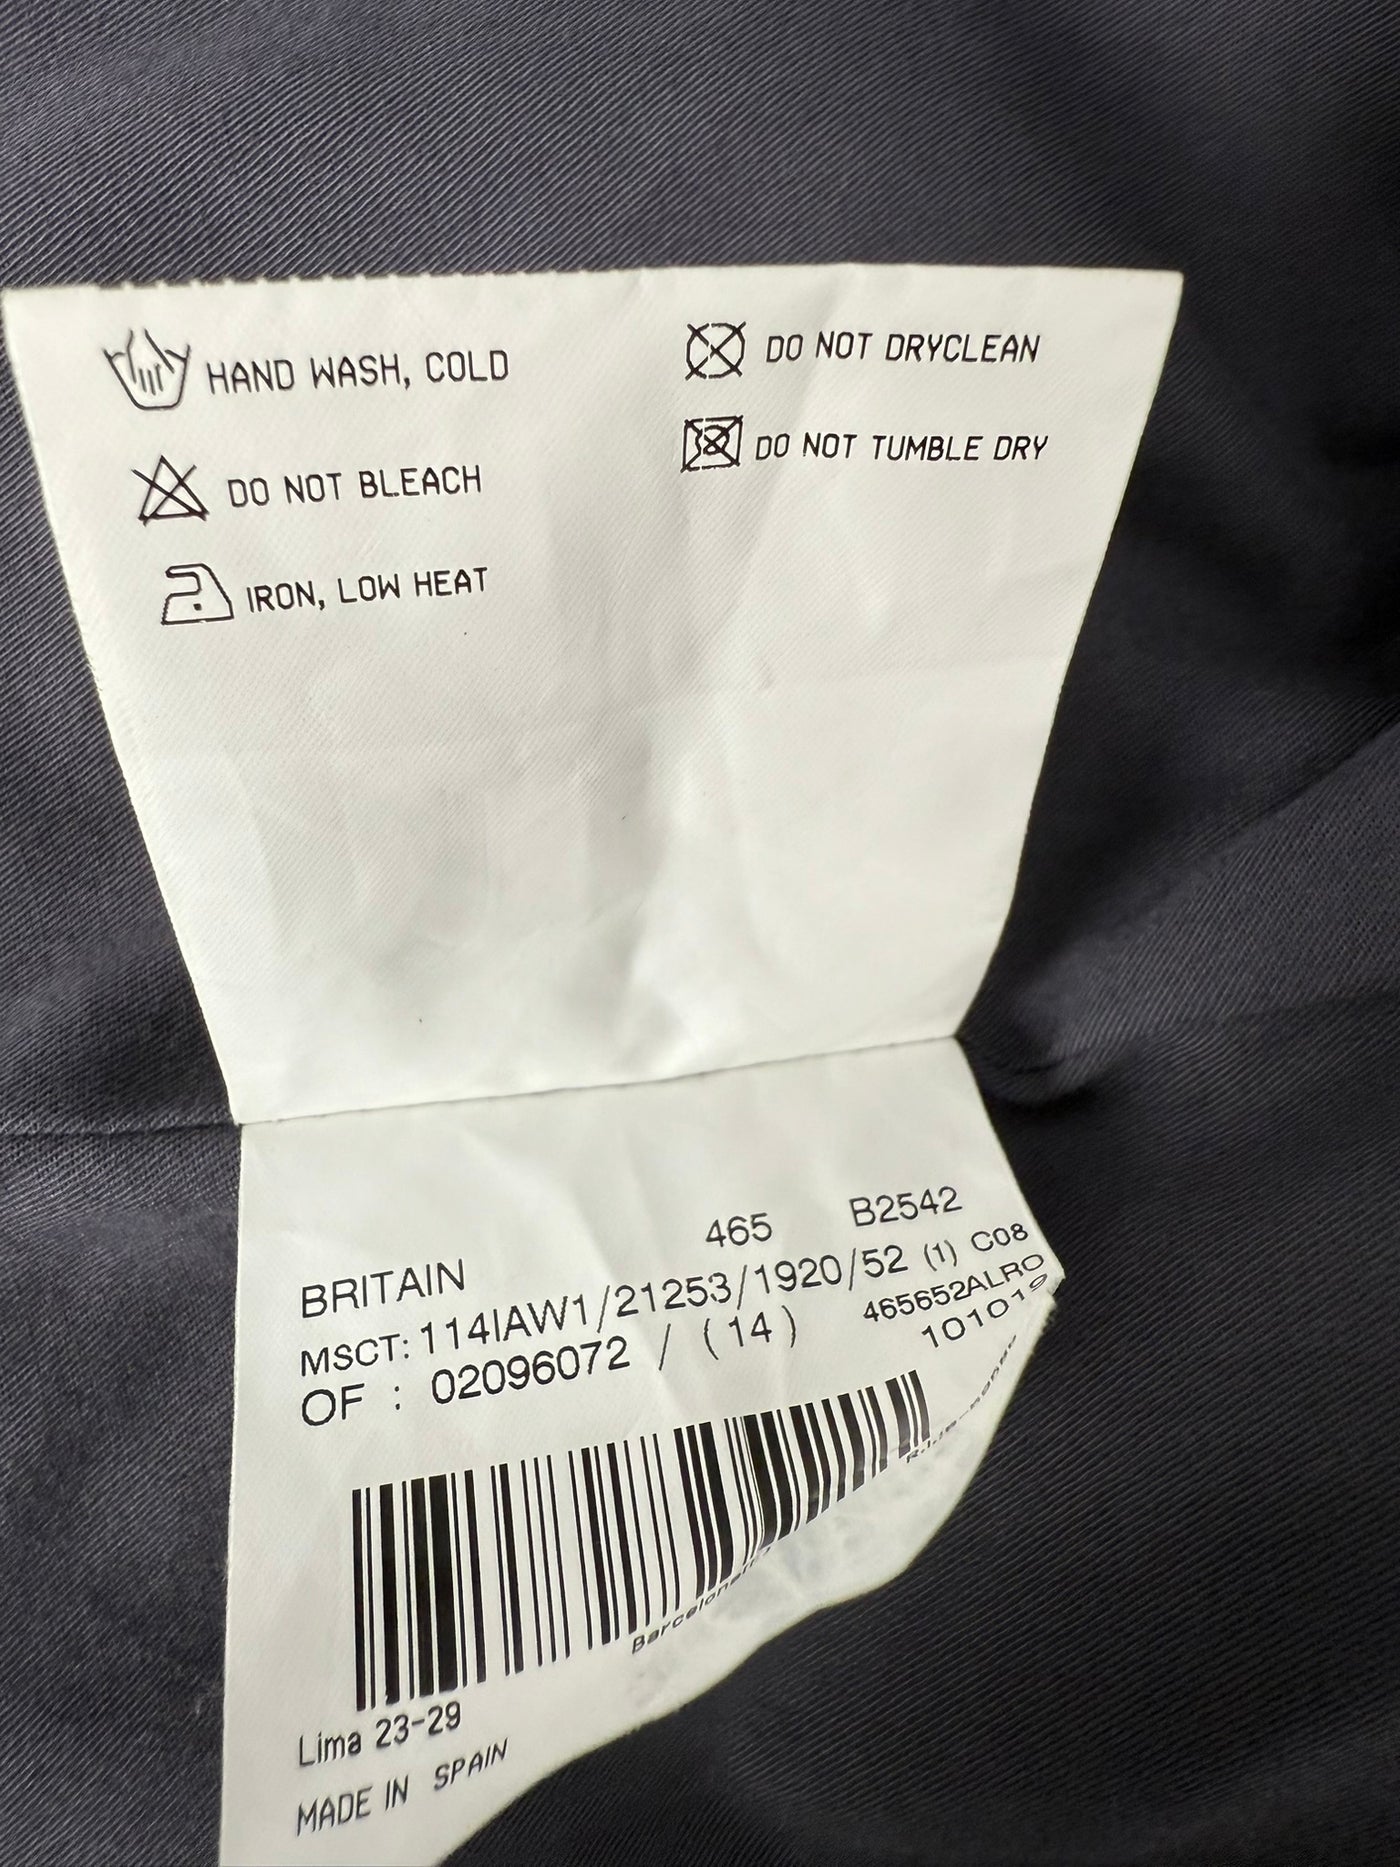 HAND WASH, COLD
DO NOT BLEACH
IRON, LOW HEAT
DO NOT DRYCLEAN
DO NOT TUMBLE DRY
465 B2542
BRITAIN
MSCT: 114IAW1/21253/1920/52 (1) C08
OF : 02096072 / (14) 465652ALRO
101019
Lima 23-29
MADE IN SPAIN